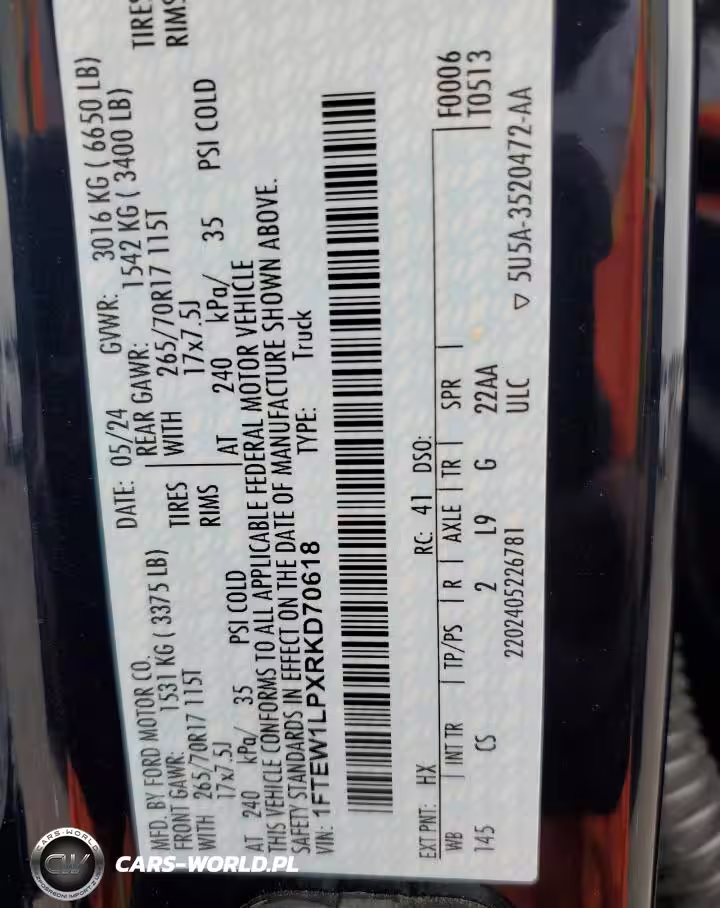 MFD. BY FORD MOTOR CO. DATE: 05/24 GVWR: 3016 KG ( 6650 LB)
FRONT GAWR: 1531 KG ( 3375 LB) REAR GAWR: 1542 KG ( 3400 LB)
WITH 265/70R17 115T TIRES WITH 265/70R17 115T TIRES
17x7.5J RIMS 17x7.5J RIMS
AT 240 kPa/ 35 PSI COLD AT 240 kPa/ 35 PSI COLD
THIS VEHICLE CONFORMS TO ALL APPLICABLE FEDERAL MOTOR VEHICLE
SAFETY STANDARDS IN EFFECT ON THE DATE OF MANUFACTURE SHOWN ABOVE.
VIN: 1FTEW1LPXRKD70618 TYPE: Truck
F0006
EXT PNT: HX RC: 41 DSO: T0513
WB INT TR TP/PS R AXLE TR SPR
145 CS 2 L9 G 22AA
2202405226781 ULC ▽ 5U5A-3520472-AA
CARS-WORLD
CW
CARS-WORLD.PL